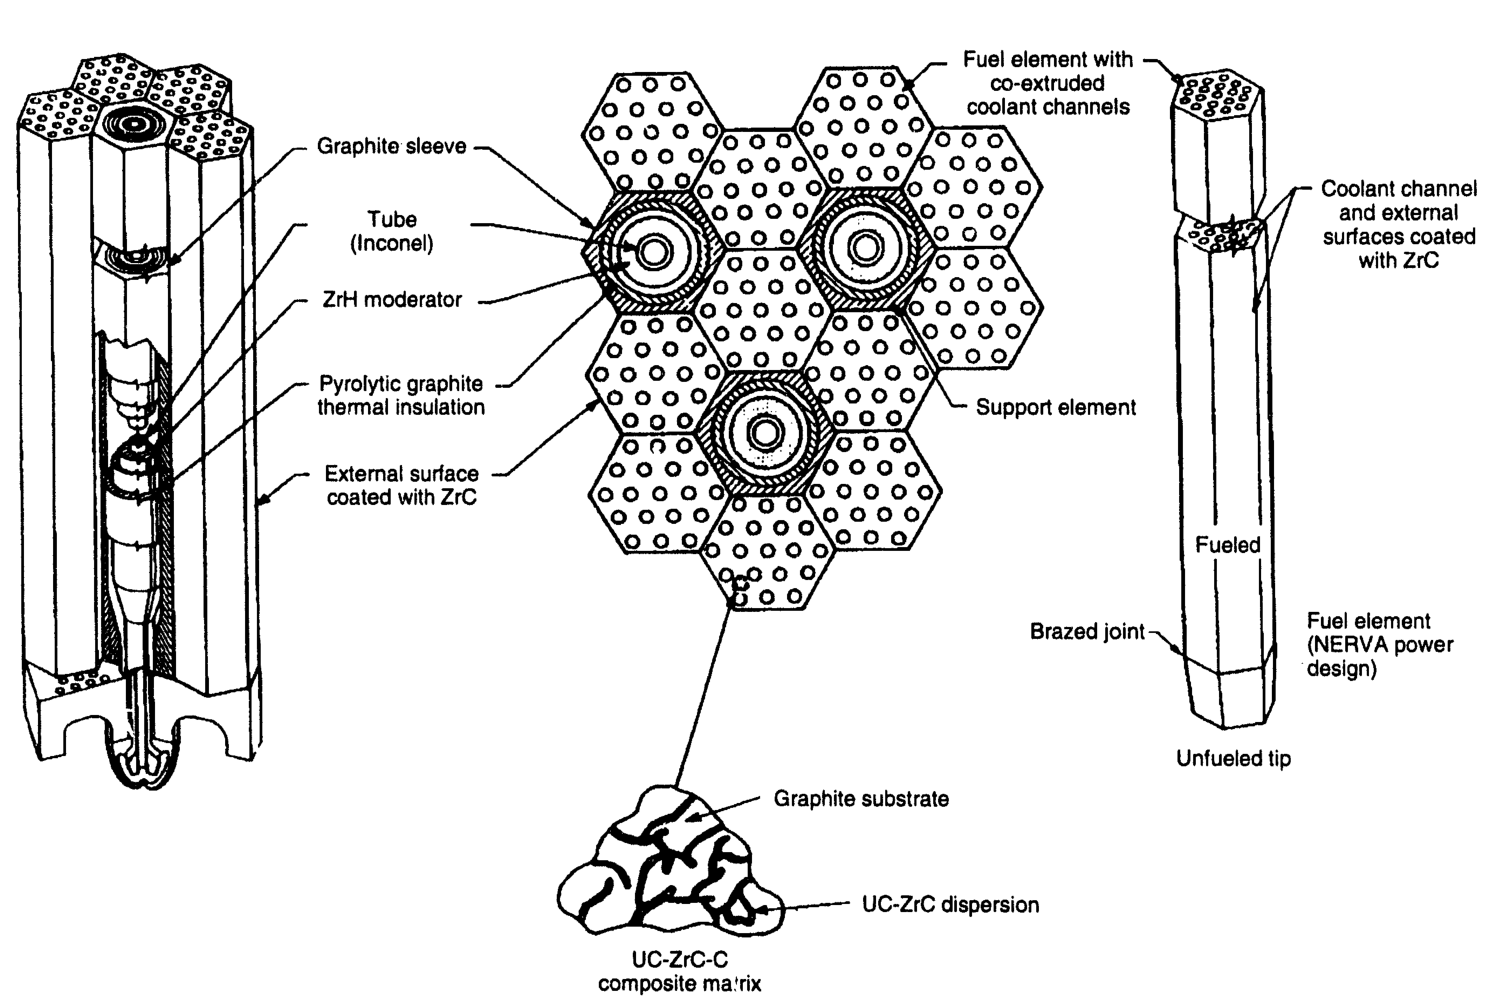 Fuel element with
co-extruded
coolant channels
Graphite sleeve
Tube
(Inconel)
ZrH moderator
Pyrolytic graphite
thermal insulation
External surface
coated with ZrC
Coolant channel
and external
surfaces coated
with ZrC
Support element
Fueled
Brazed joint
Fuel element
(NERVA power
design)
Unfueled tip
Graphite substrate
UC-ZrC dispersion
UC-ZrC-C
composite matrix